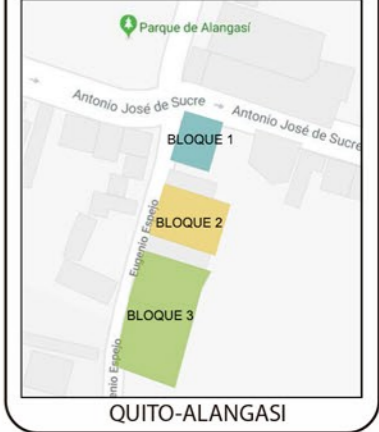 Parque de Alangasí
Antonio José de Sucre
Antonio José de Sucre
BLOQUE 1
BLOQUE 2
Eugenio Espejo
BLOQUE 3
enio Espejo
QUITO-ALANGASI